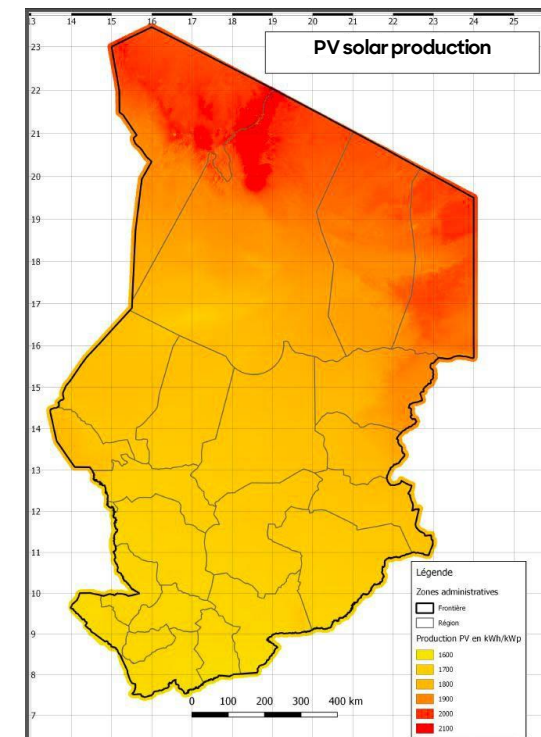 13 14 15 16 17 18 19 20 21 22 23 24 25
PV solar production
23
22
21
20
19
18
17
16
15
14
13
12
11
10
9
8
7
Légende
Zones administratives
Frontière
Région
Production PV en kWh/kWp
1600
1700
1800
1900
2000
2100
0 100 200 300 400 km